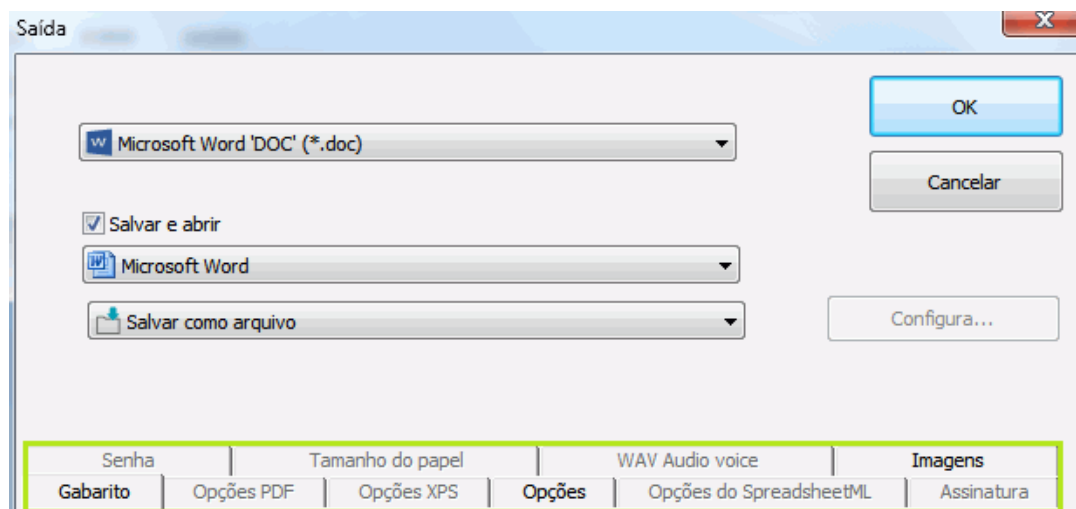 Saída
OK
Microsoft Word 'DOC' (*.doc)
Cancelar
Salvar e abrir
Microsoft Word
Salvar como arquivo
Configura...
Senha Tamanho do papel WAV Audio voice Imagens
Gabarito Opções PDF Opções XPS Opções Opções do SpreadsheetML Assinatura